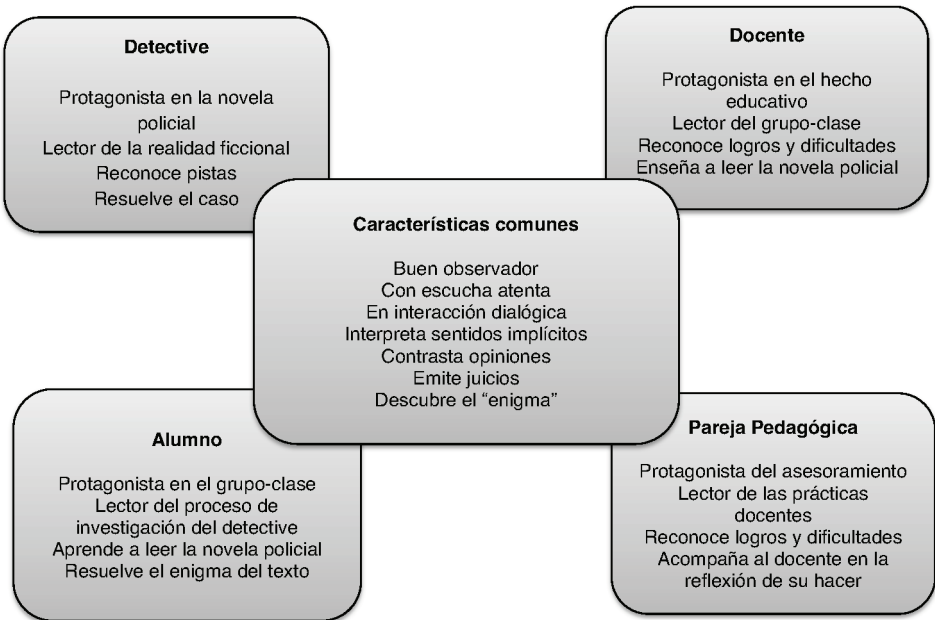 Detective
Protagonista en la novela
policial
Lector de la realidad ficcional
Reconoce pistas
Resuelve el caso
Docente
Protagonista en el hecho
educativo
Lector del grupo-clase
Reconoce logros y dificultades
Enseña a leer la novela policial
Características comunes
Buen observador
Con escucha atenta
En interacción dialógica
Interpreta sentidos implícitos
Contrasta opiniones
Emite juicios
Descubre el “enigma”
Alumno
Protagonista en el grupo-clase
Lector del proceso de
investigación del detective
Aprende a leer la novela policial
Resuelve el enigma del texto
Pareja Pedagógica
Protagonista del asesoramiento
Lector de las prácticas
docentes
Reconoce logros y dificultades
Acompaña al docente en la
reflexión de su hacer